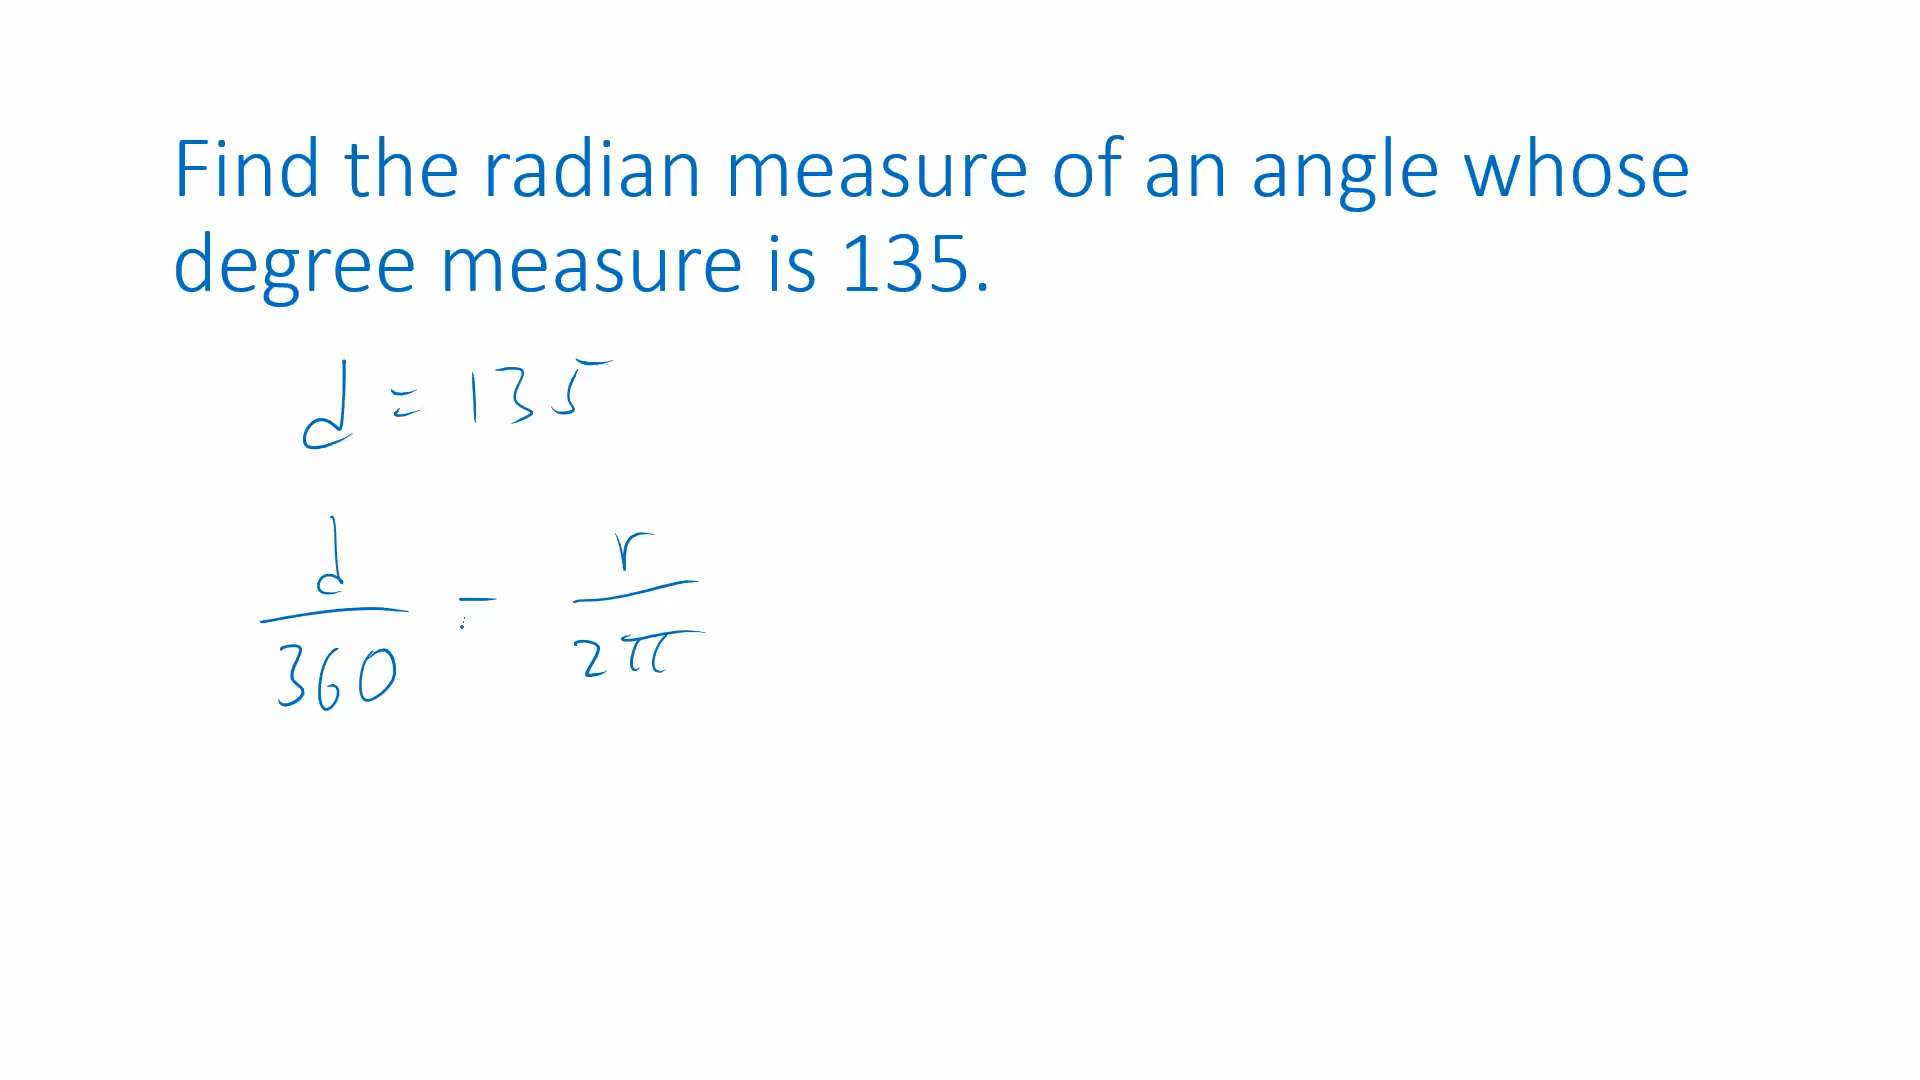 Find the radian measure of an angle whose
degree measure is 135.
d = 135
d/360 = r/2π